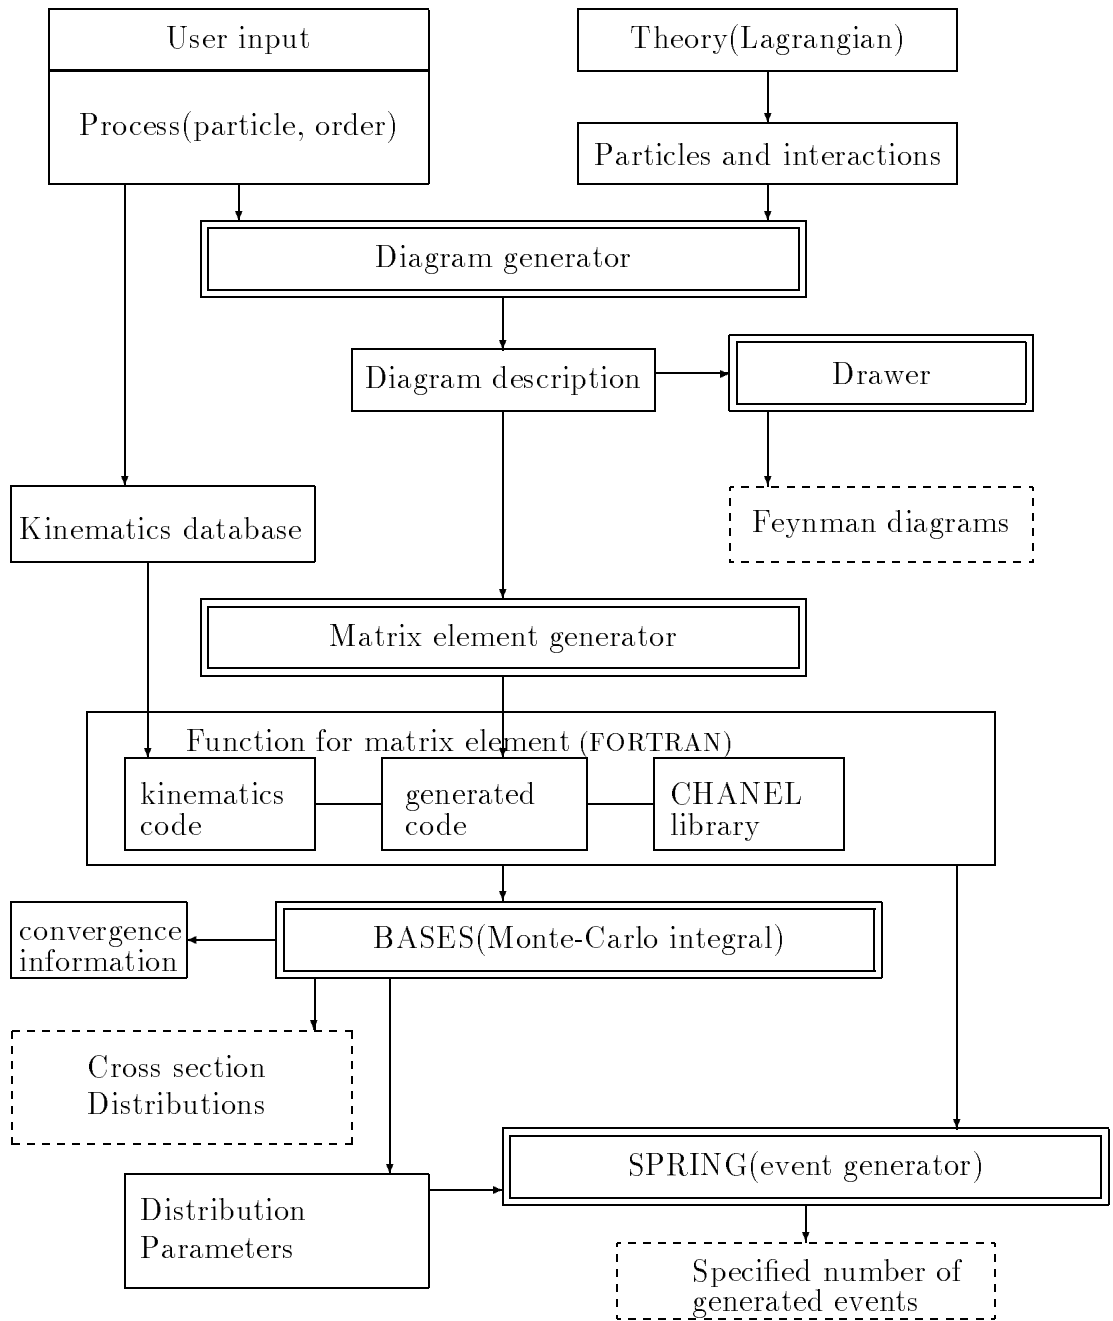 User input
Theory(Lagrangian)
Process(particle, order)
Particles and interactions
Diagram generator
Diagram description
Drawer
Kinematics database
Feynman diagrams
Matrix element generator
Function for matrix element (FORTRAN)
kinematics
code
generated
code
CHANEL
library
convergence
information
BASES(Monte-Carlo integral)
Cross section
Distributions
SPRING(event generator)
Distribution
Parameters
Specified number of
generated events